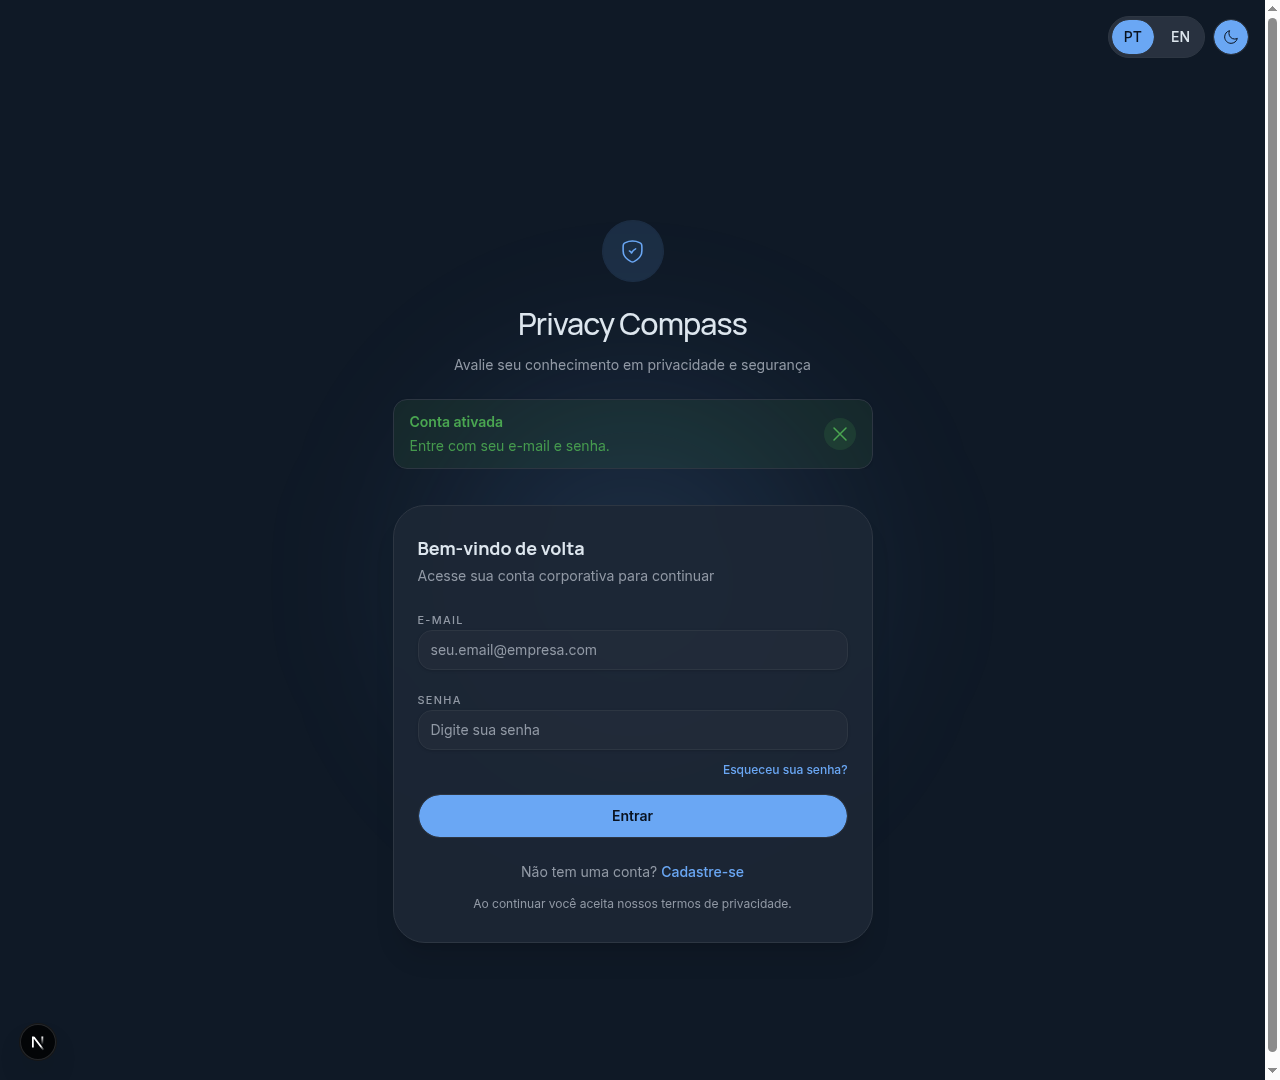 PT
EN
Privacy Compass
Avalie seu conhecimento em privacidade e segurança
Conta ativada
Entre com seu e-mail e senha.
Bem-vindo de volta
Acesse sua conta corporativa para continuar
E-MAIL
seu.email@empresa.com
SENHA
Digite sua senha
Esqueceu sua senha?
Entrar
Não tem uma conta? Cadastre-se
Ao continuar você aceita nossos termos de privacidade.
N